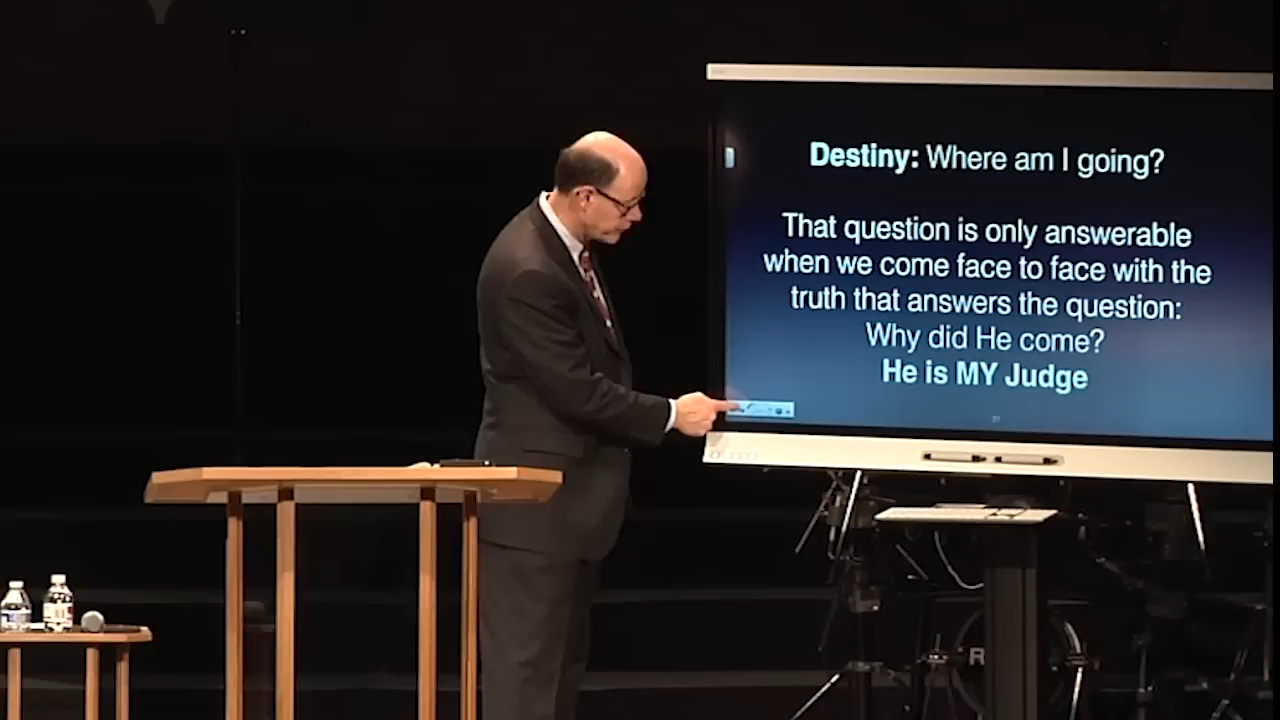 Destiny: Where am I going?
That question is only answerable
when we come face to face with the
truth that answers the question:
Why did He come?
He is MY Judge
R